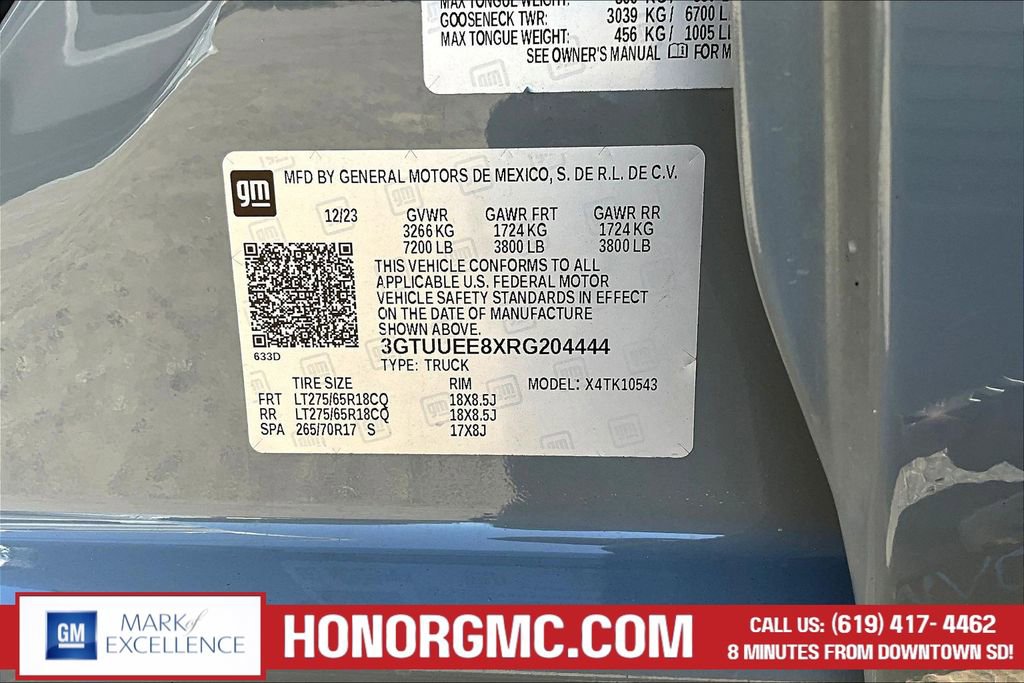 GOOSENECK TWR: 3039 KG / 6700
MAX TONGUE WEIGHT: 456 KG / 1005
SEE OWNER'S MANUAL FOR
gm
MFD BY GENERAL MOTORS DE MEXICO, S. DE R.L. DE C.V.
12/23 GVWR GAWR FRT GAWR RR
3266 KG 1724 KG 1724 KG
7200 LB 3800 LB 3800 LB
THIS VEHICLE CONFORMS TO ALL
APPLICABLE U.S. FEDERAL MOTOR
VEHICLE SAFETY STANDARDS IN EFFECT
ON THE DATE OF MANUFACTURE
SHOWN ABOVE.
633D
3GTUUEE8XRG204444
TYPE: TRUCK
TIRE SIZE RIM MODEL: X4TK10543
FRT LT275/65R18CQ 18X8.5J
RR LT275/65R18CQ 18X8.5J
SPA 265/70R17 S 17X8J
GM MARK of EXCELLENCE
HONORGMC.COM
CALL US: (619) 417- 4462
8 MINUTES FROM DOWNTOWN SD!